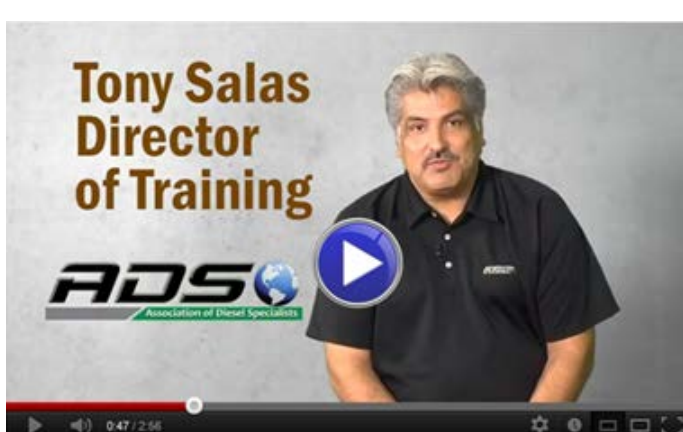 Tony Salas
Director
of Training
ADS
Association of Diesel Specialists
0:47 / 2:56